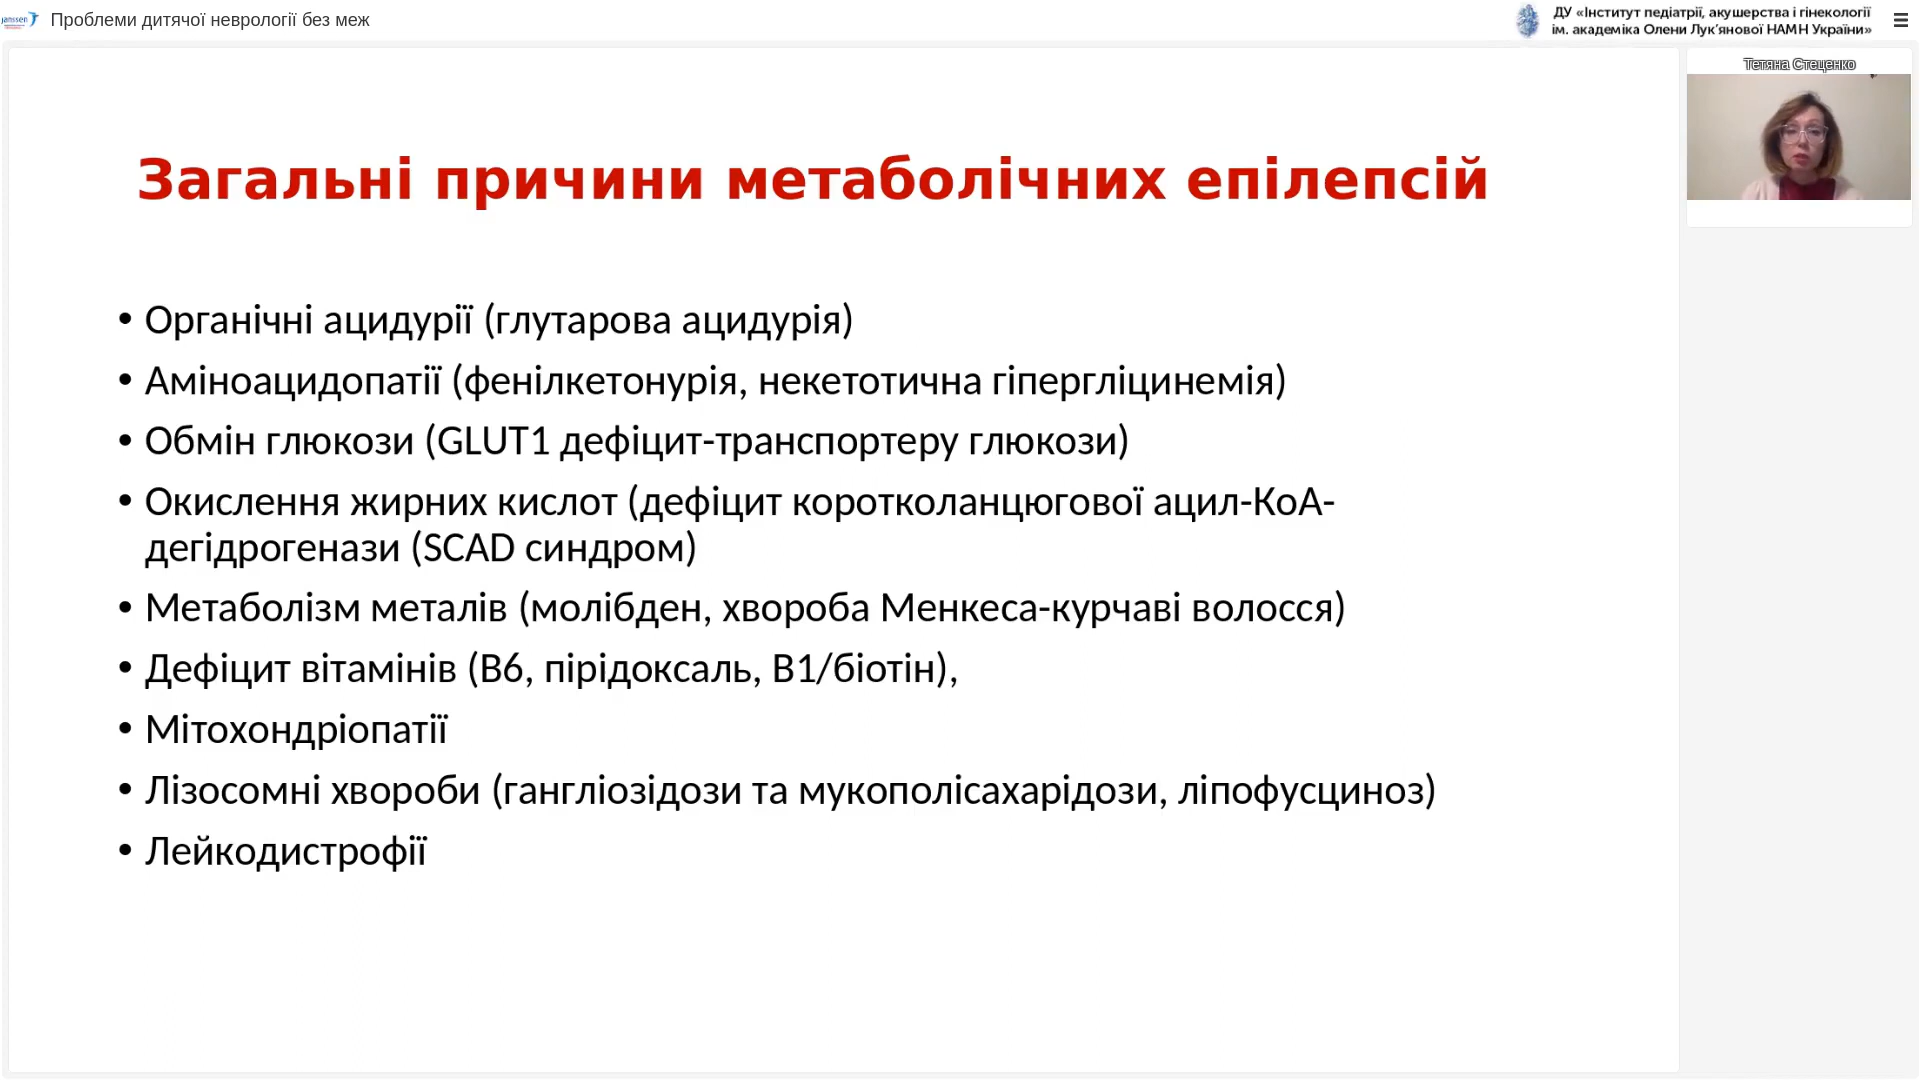 janssen
Проблеми дитячої неврології без меж
ДУ «Інститут педіатрії, акушерства і гінекології
ім. академіка Олени Лук’янової НАМН України»
Тетяна Стеценко
Загальні причини метаболічних епілепсій
• Органічні ацидурії (глутарова ацидурія)
• Аміноацидопатії (фенілкетонурія, некетотична гіпергліцинемія)
• Обмін глюкози (GLUT1 дефіцит-транспортеру глюкози)
• Окислення жирних кислот (дефіцит коротколанцюгової ацил-КоА-
дегідрогенази (SCAD синдром)
• Метаболізм металів (молібден, хвороба Менкеса-курчаві волосся)
• Дефіцит вітамінів (В6, пірідоксаль, В1/біотін),
• Мітохондріопатії
• Лізосомні хвороби (гангліозідози та мукополісахарідози, ліпофусциноз)
• Лейкодистрофії